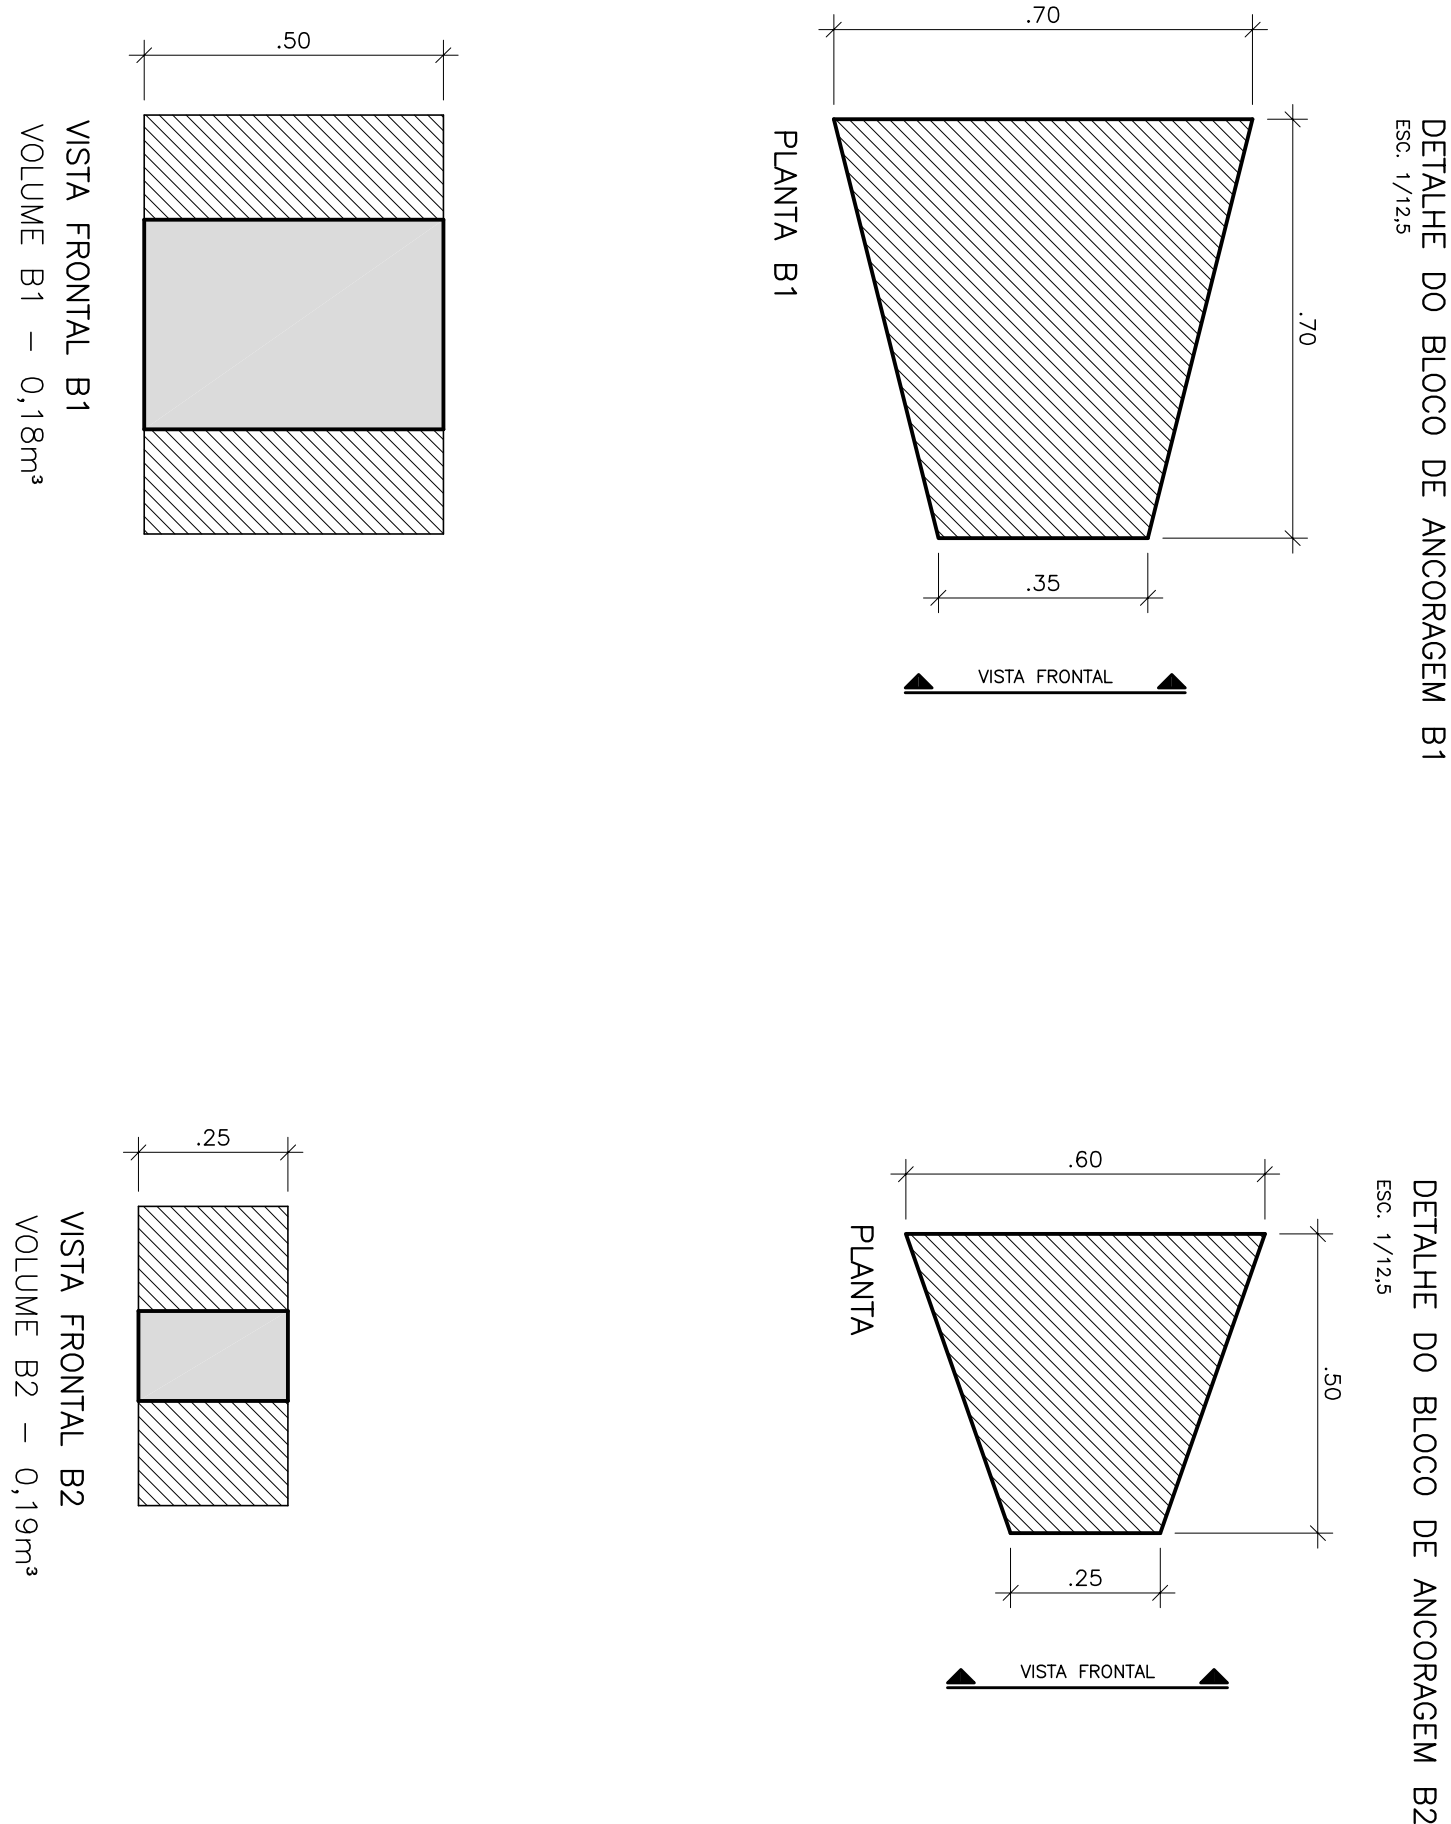 DETALHE DO BLOCO DE ANCORAGEM B1
ESC. 1/12,5
.70
.70
.35
VISTA FRONTAL
PLANTA B1
.50
VISTA FRONTAL B1
VOLUME B1 – 0,18m³
DETALHE DO BLOCO DE ANCORAGEM B2
ESC. 1/12,5
.60
.50
.25
VISTA FRONTAL
PLANTA
.25
VISTA FRONTAL B2
VOLUME B2 – 0,19m³